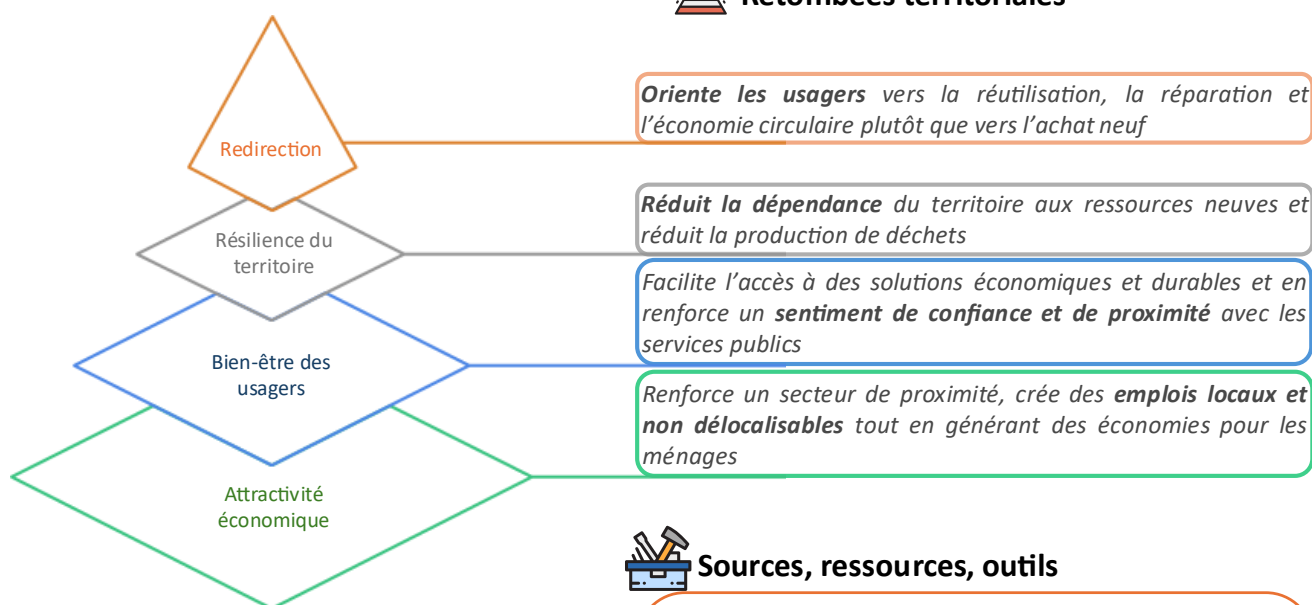 Retombées territoriales
Redirection
Oriente les usagers vers la réutilisation, la réparation et
l'économie circulaire plutôt que vers l'achat neuf
Résilience du
territoire
Réduit la dépendance du territoire aux ressources neuves et
réduit la production de déchets
Bien-être des
usagers
Facilite l'accès à des solutions économiques et durables et en
renforce un sentiment de confiance et de proximité avec les
services publics
Attractivité
économique
Renforce un secteur de proximité, crée des emplois locaux et
non délocalisables tout en générant des économies pour les
ménages
Sources, ressources, outils